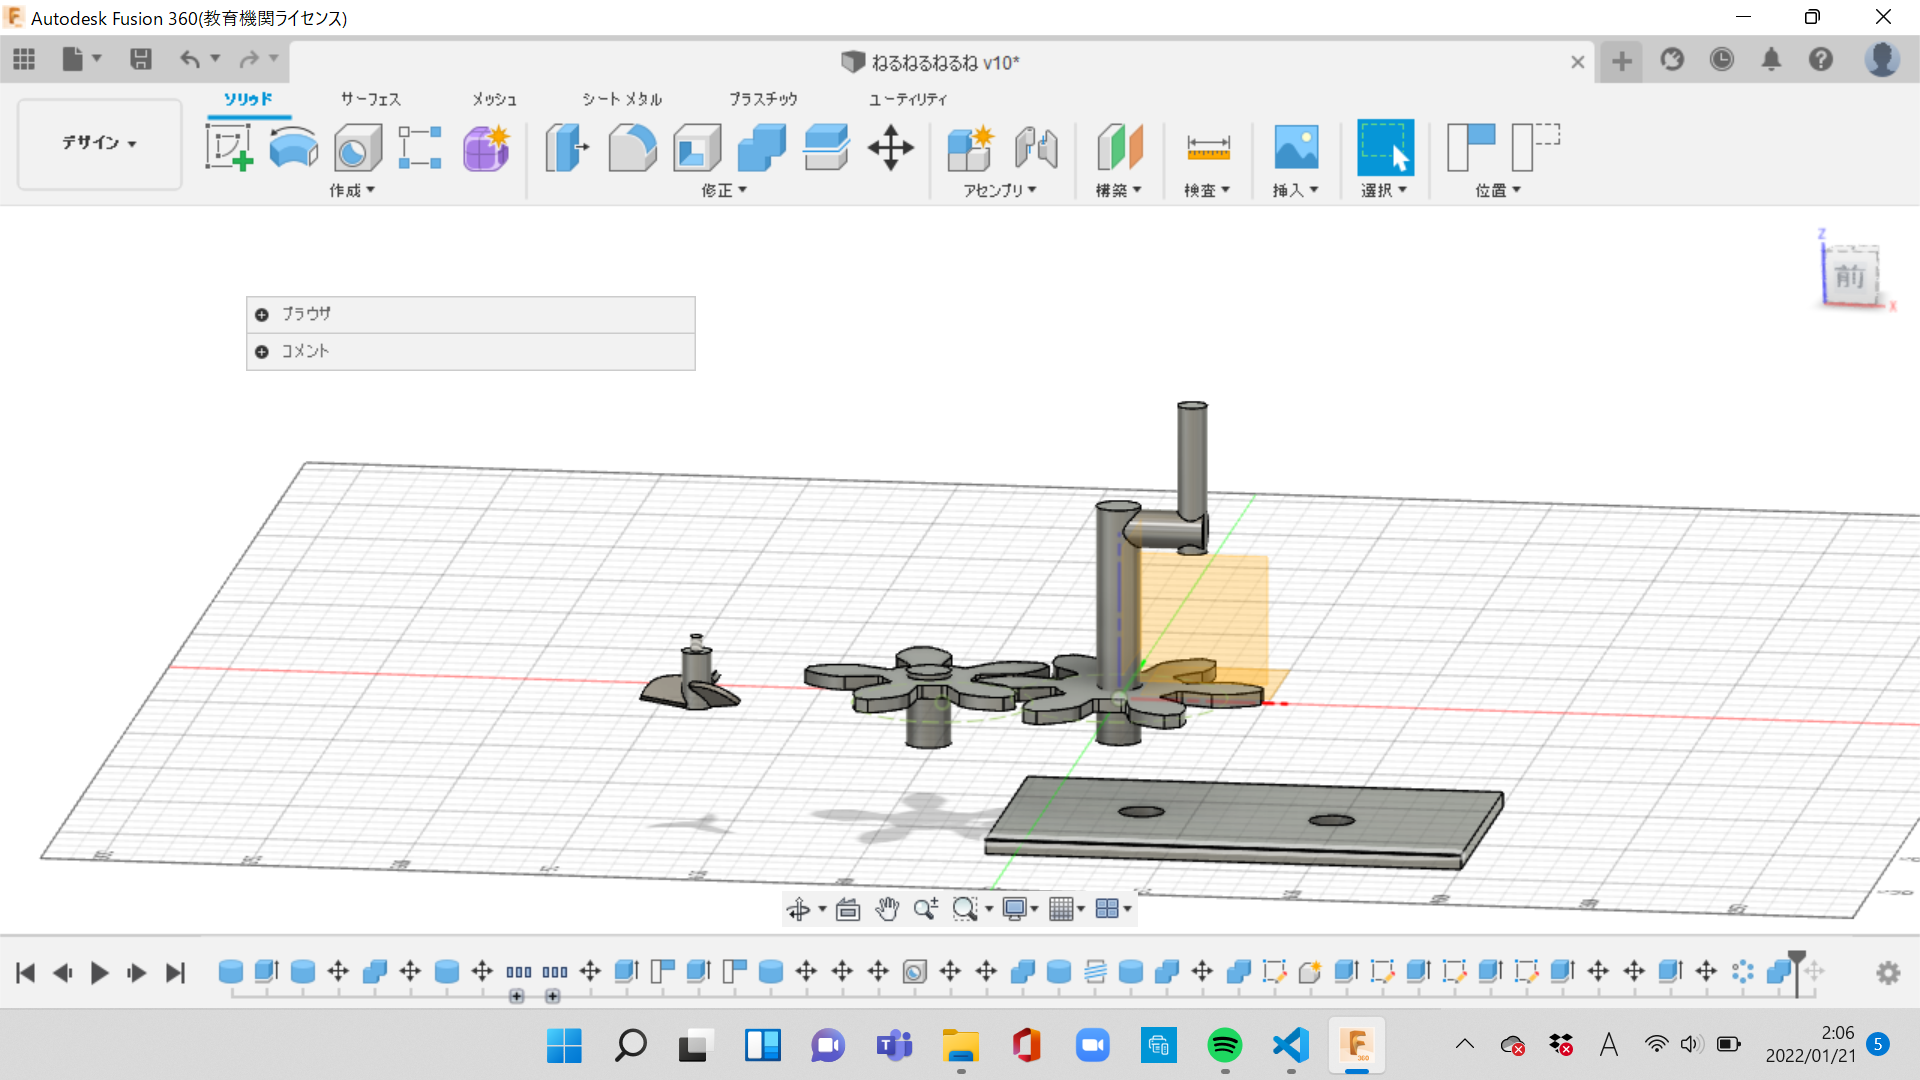 Autodesk Fusion 360(教育機関ライセンス)
ねるねるねるね v10*
ソリッド サーフェス メッシュ シート メタル プラスチック ユーティリティ
デザイン
作成 修正 アセンブリ 構築 検査 挿入 選択 位置
Z
前
X
ブラウザ
コメント
A
2:06
2022/01/21
5